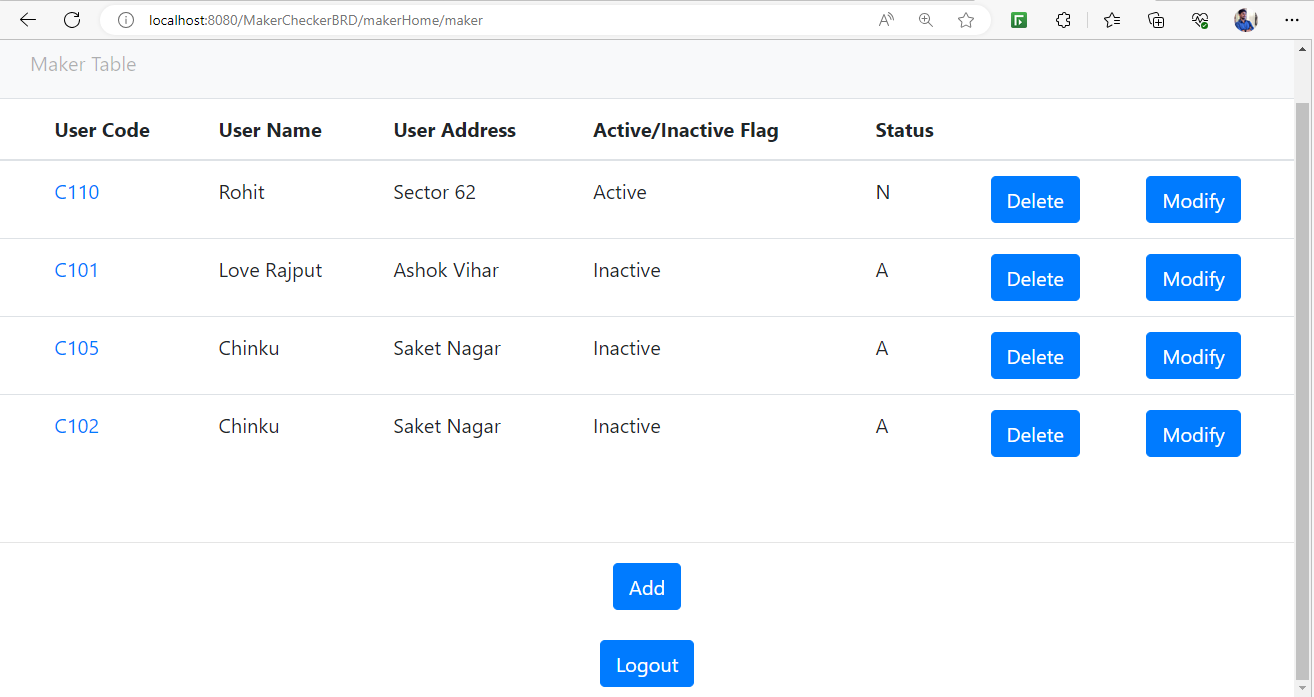 localhost:8080/MakerCheckerBRD/makerHome/maker
Maker Table
User Code User Name User Address Active/Inactive Flag Status
C110 Rohit Sector 62 Active N Delete Modify
C101 Love Rajput Ashok Vihar Inactive A Delete Modify
C105 Chinku Saket Nagar Inactive A Delete Modify
C102 Chinku Saket Nagar Inactive A Delete Modify
Add
Logout